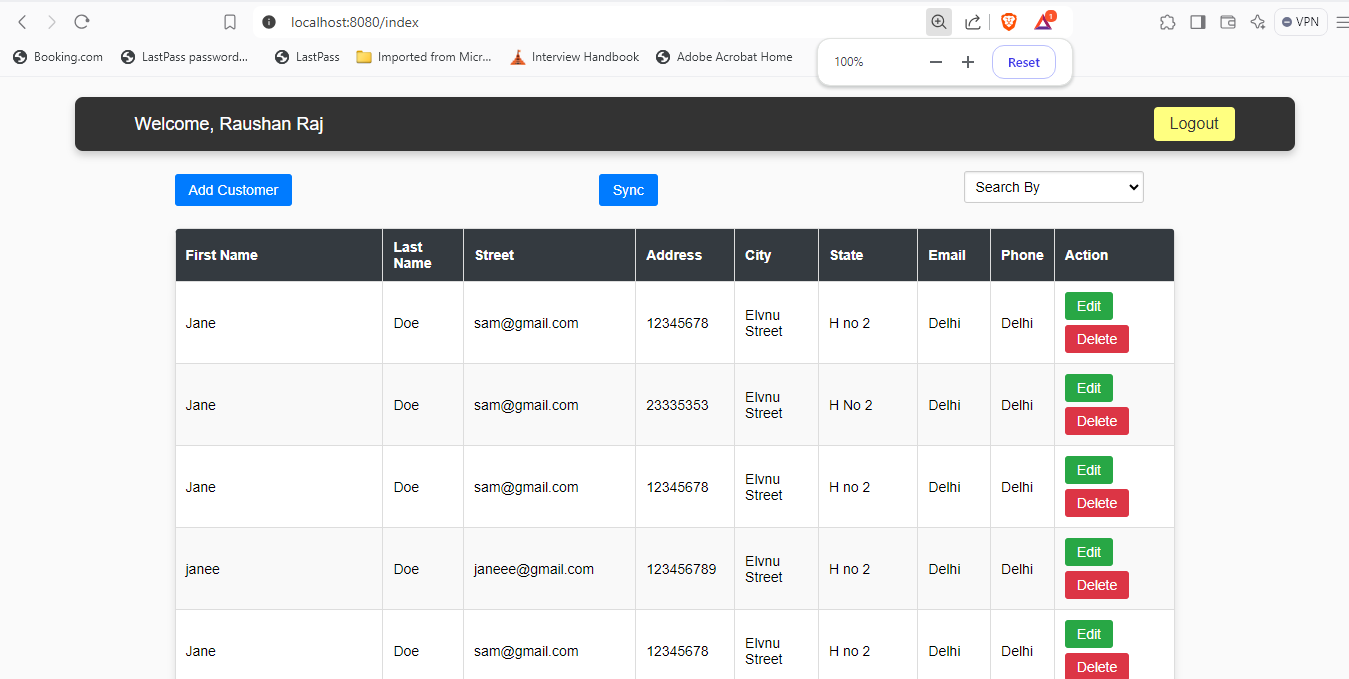 localhost:8080/index
1
VPN
Booking.com LastPass password... LastPass Imported from Micr... Interview Handbook Adobe Acrobat Home
100% Reset
Welcome, Raushan Raj Logout
Add Customer Sync Search By
First Name Last Name Street Address City State Email Phone Action
Jane Doe sam@gmail.com 12345678 Elvnu Street H no 2 Delhi Delhi Edit Delete
Jane Doe sam@gmail.com 23335353 Elvnu Street H No 2 Delhi Delhi Edit Delete
Jane Doe sam@gmail.com 12345678 Elvnu Street H no 2 Delhi Delhi Edit Delete
janee Doe janeee@gmail.com 123456789 Elvnu Street H no 2 Delhi Delhi Edit Delete
Jane Doe sam@gmail.com 12345678 Elvnu Street H no 2 Delhi Delhi Edit Delete